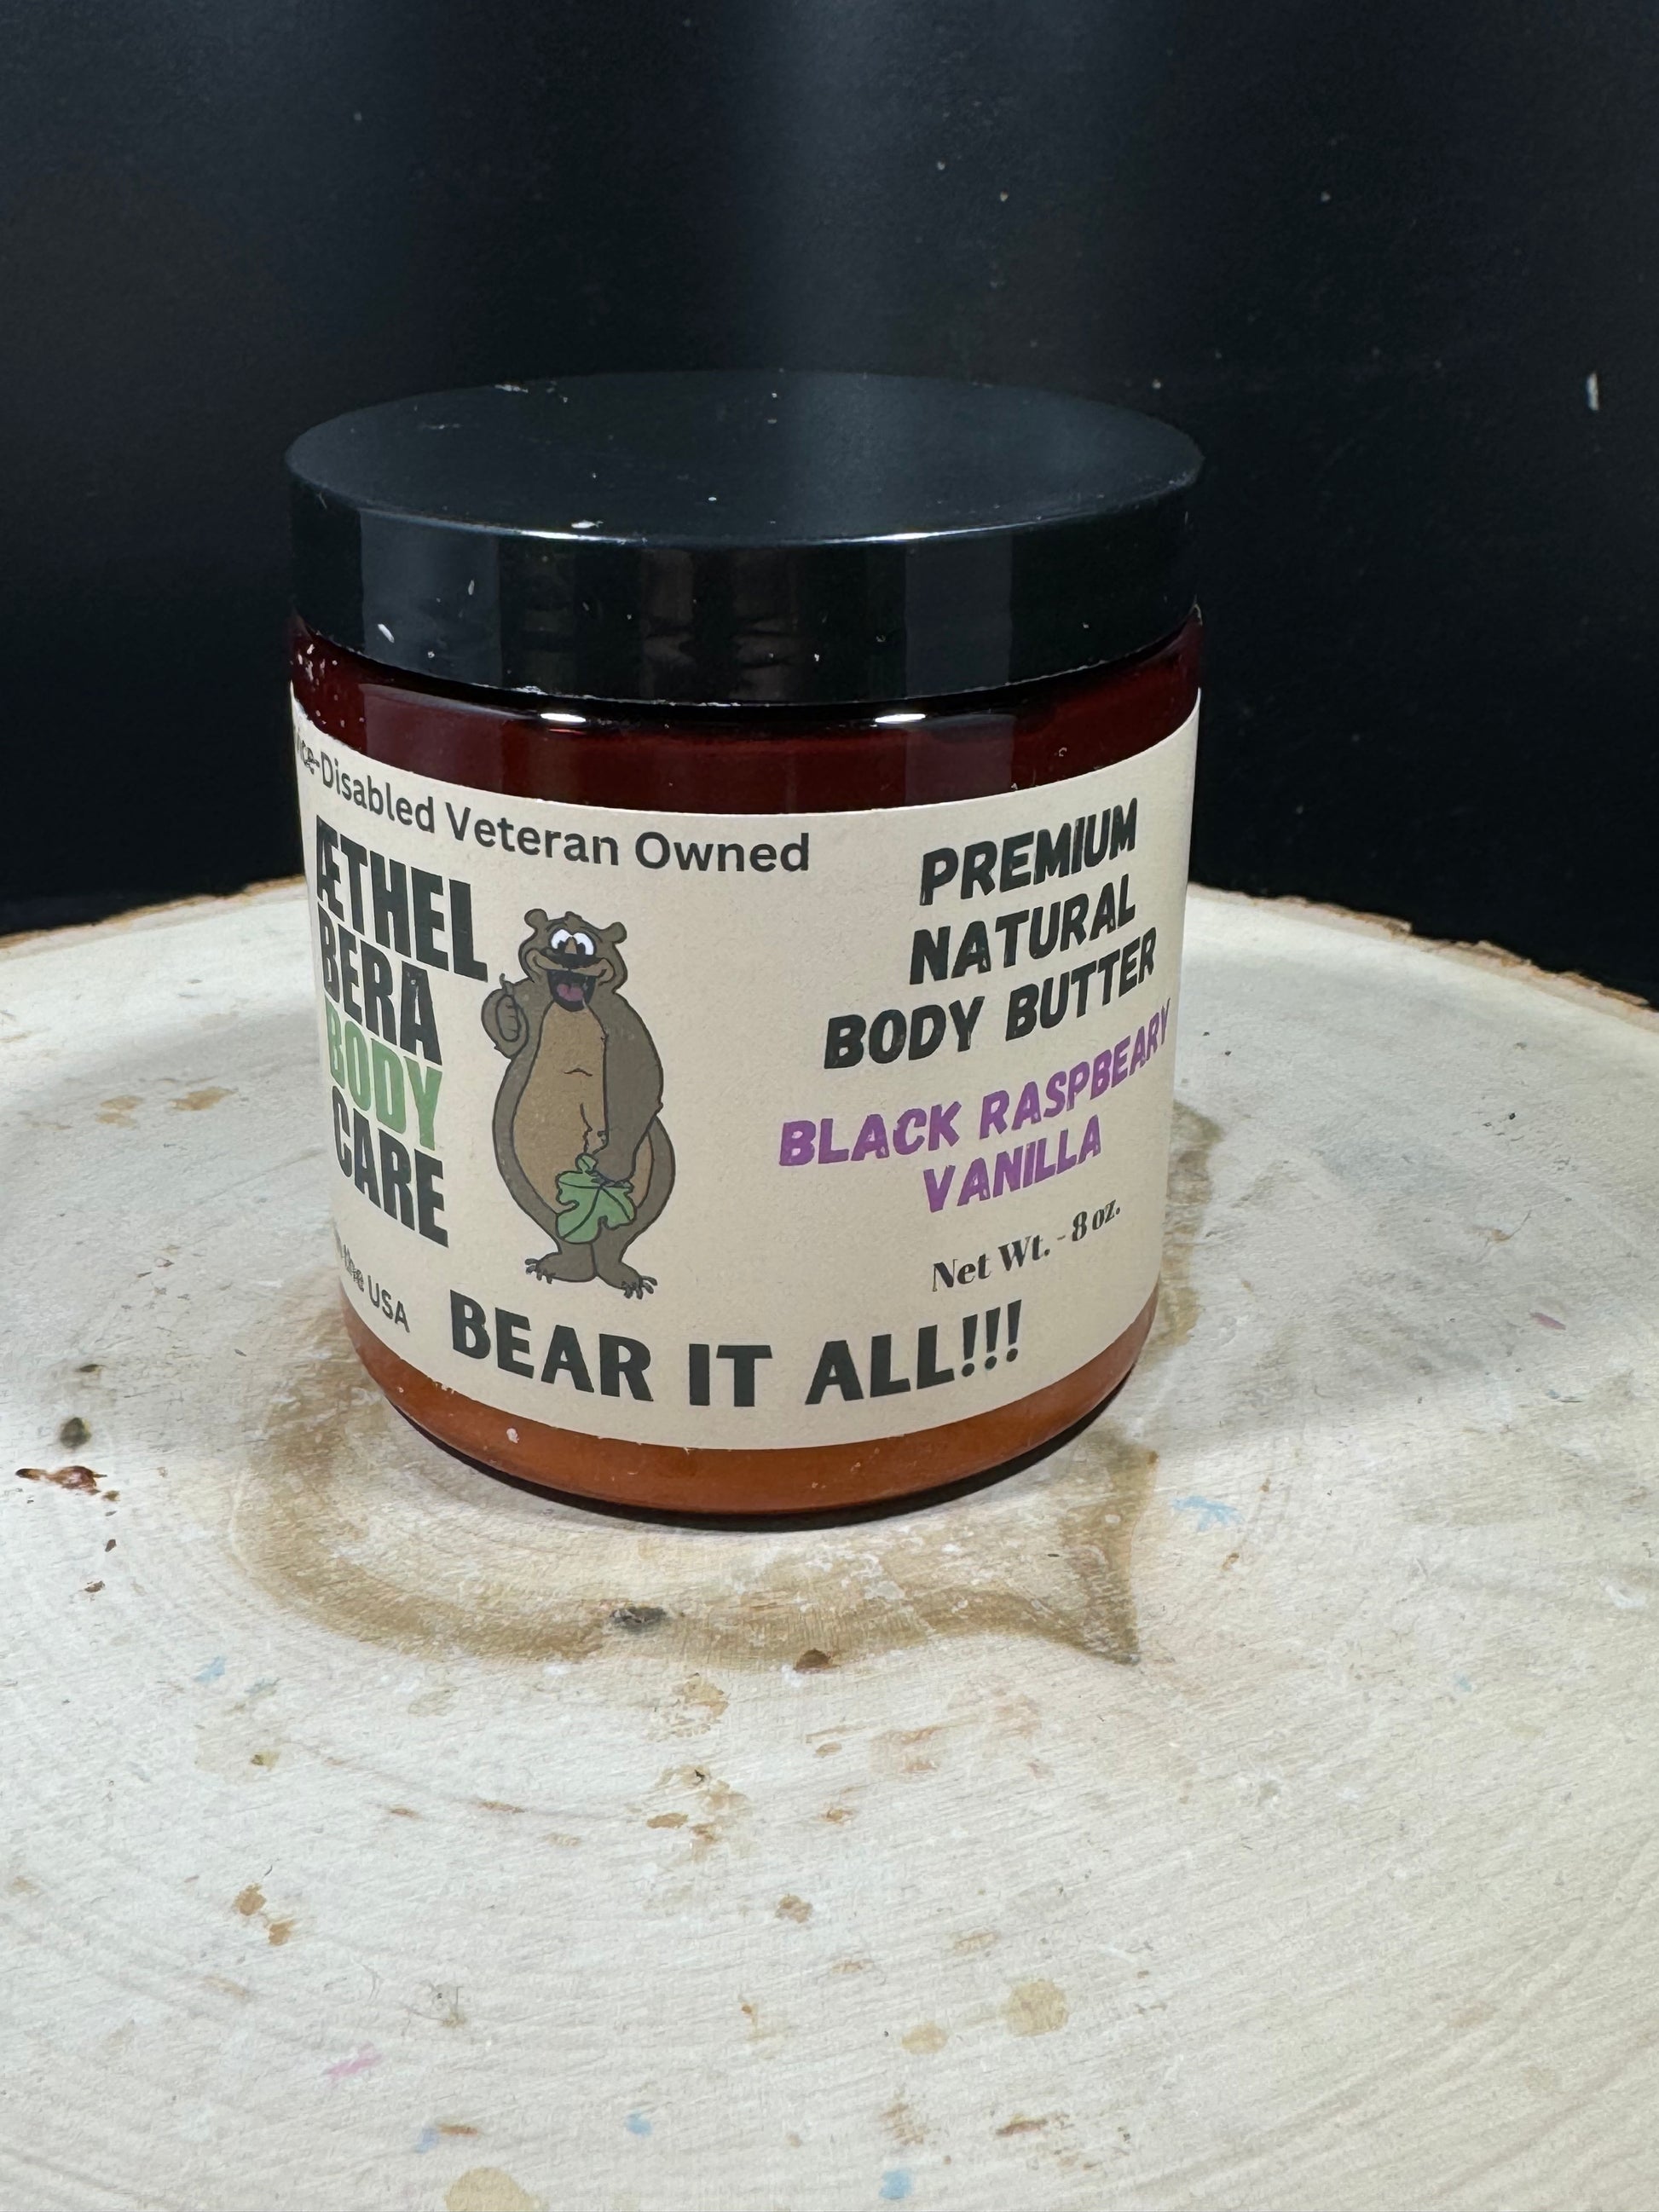 Disabled Veteran Owned
ÆTHEL
BERA
BODY
CARE
the USA
PREMIUM
NATURAL
BODY BUTTER
BLACK RASPBEARY
VANILLA
Net Wt. - 8 oz.
BEAR IT ALL!!!